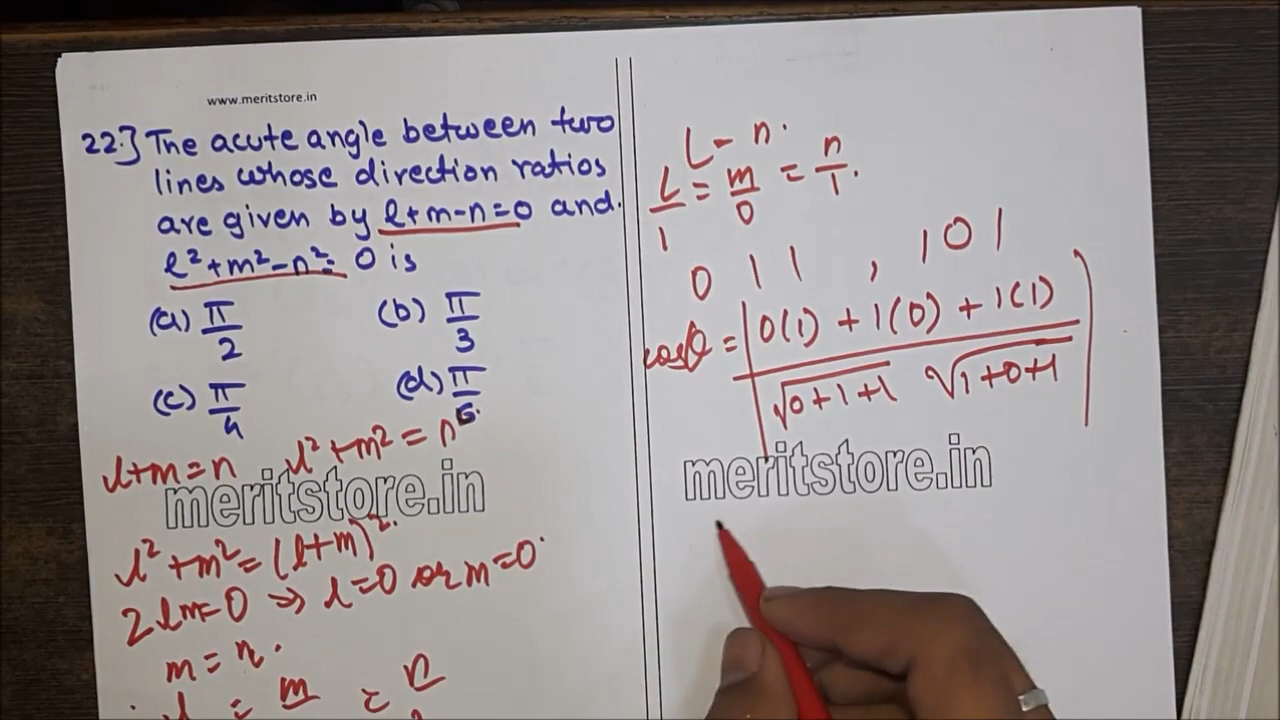 www.meritstore.in
22.] The acute angle between two
lines whose direction ratios
are given by l+m-n=0 and
l²+m²-n²= 0 is
(a) π/2 (b) π/3
(c) π/4 (d) π/6
l+m=n l²+m²=n
meritstore.in
l²+m²=(l+m)²
2lm=0 ⇒ l=0 or m=0
m=n.
l = m = n
L = n.
L/1 = m/0 = n/1.
0 1 1 , 1 0 1
cosθ = |0(1) + 1(0) + 1(1) / √0+1+1 √1+0+1|
meritstore.in